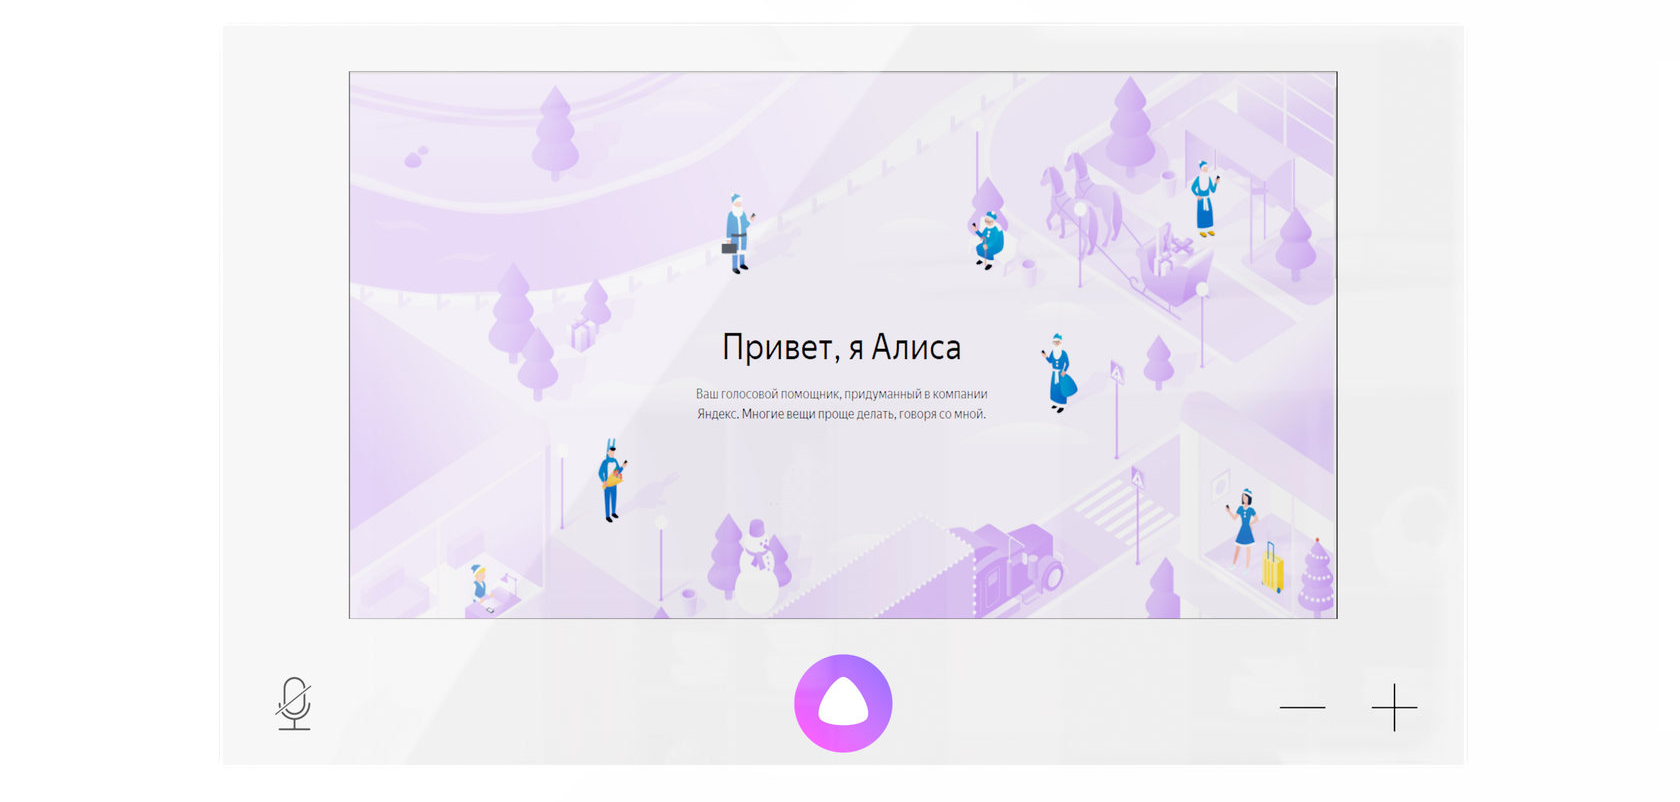 Привет, я Алиса
Ваш голосовой помощник, придуманный в компании
Яндекс. Многие вещи проще делать, говоря со мной.